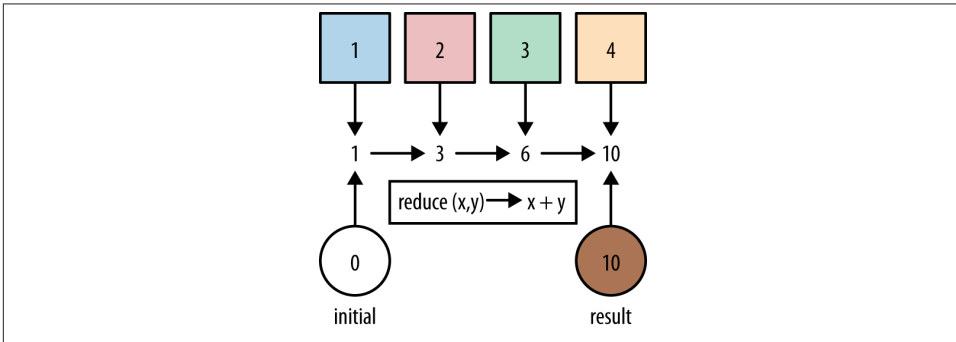 1 2 3 4
1 3 6 10
reduce (x,y) → x + y
0 10
initial result